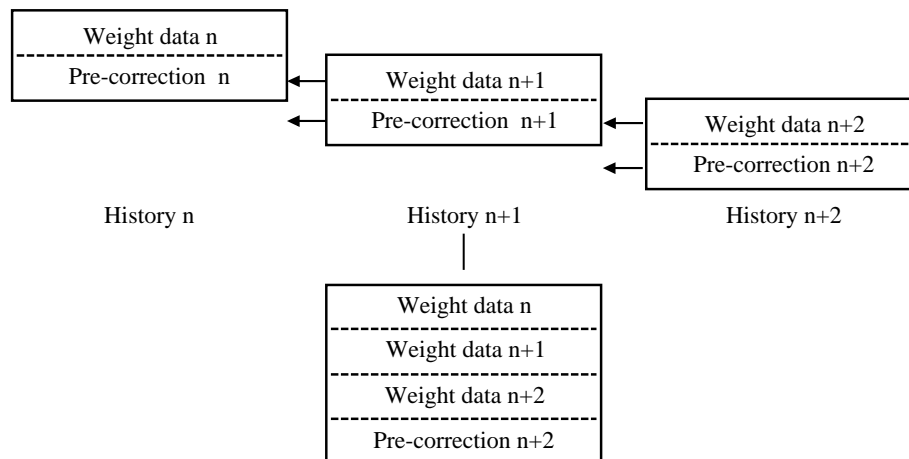 Weight data n
Pre-correction n
Weight data n+1
Pre-correction n+1
Weight data n+2
Pre-correction n+2
History n
History n+1
History n+2
Weight data n
Weight data n+1
Weight data n+2
Pre-correction n+2